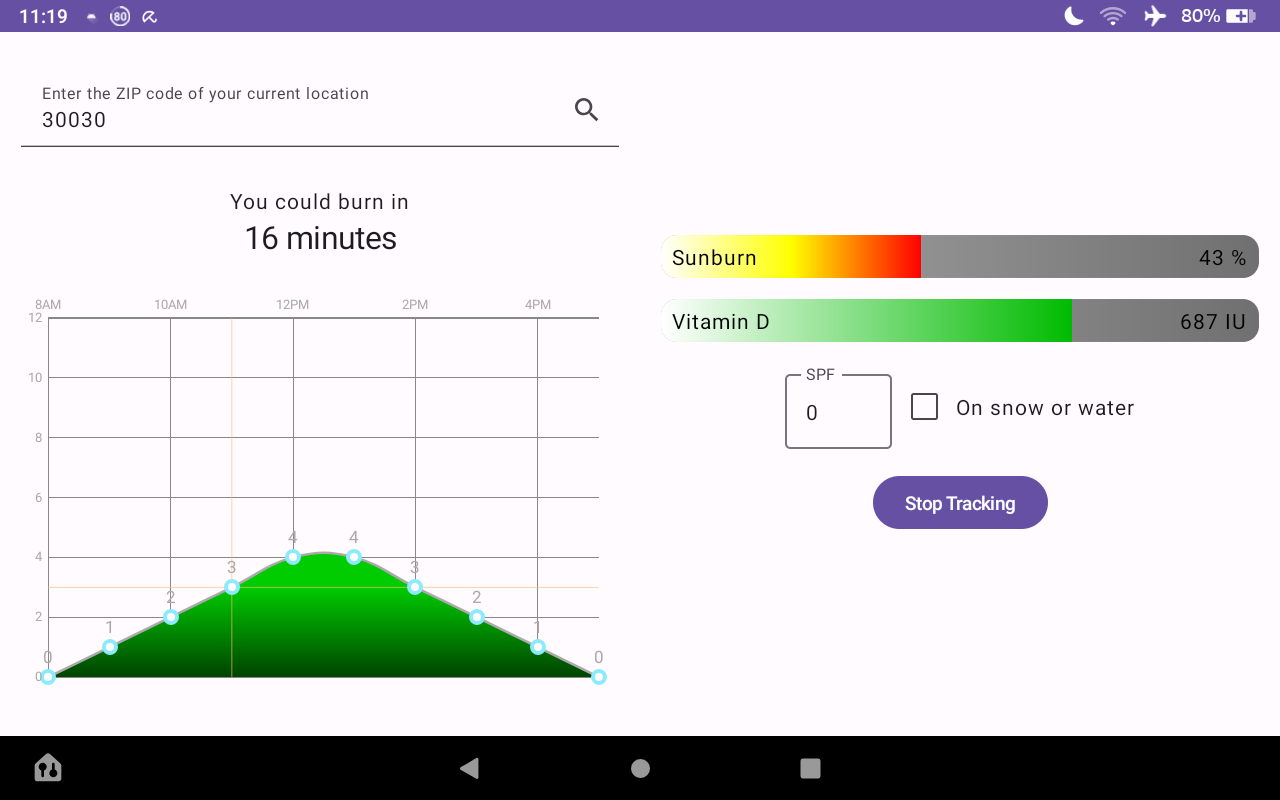 11:19 80 80%
Enter the ZIP code of your current location
30030
You could burn in
16 minutes
8AM 10AM 12PM 2PM 4PM
12
10
8
6
4
2
0
0 1 2 3 4 4 3 2 1 0
Sunburn 43 %
Vitamin D 687 IU
SPF
0
On snow or water
Stop Tracking